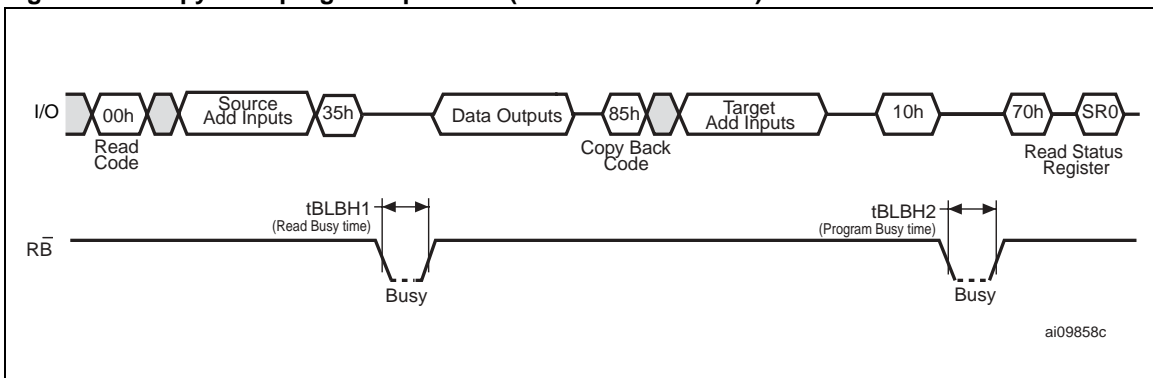 I/O
00h
Source
Add Inputs
35h
Data Outputs
85h
Target
Add Inputs
10h
70h
SR0
Read
Code
Copy Back
Code
Read Status
Register
tBLBH1
(Read Busy time)
tBLBH2
(Program Busy time)
RB̅
Busy
Busy
ai09858c